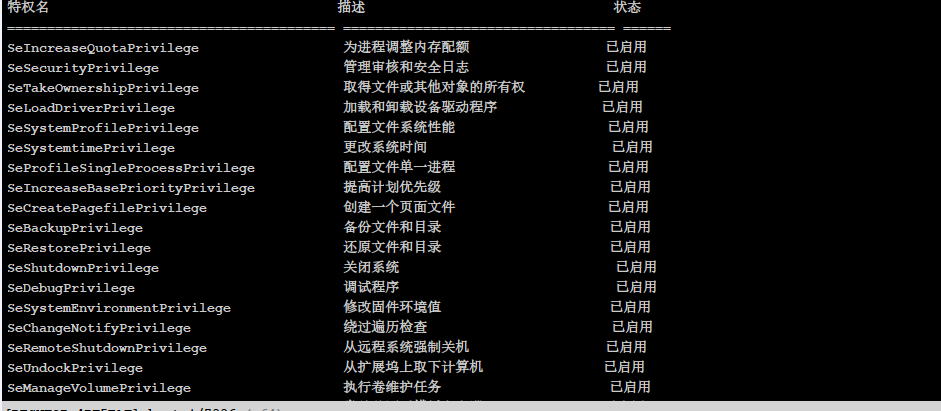 特权名 描述 状态
========================================= ================================== ======
SeIncreaseQuotaPrivilege 为进程调整内存配额 已启用
SeSecurityPrivilege 管理审核和安全日志 已启用
SeTakeOwnershipPrivilege 取得文件或其他对象的所有权 已启用
SeLoadDriverPrivilege 加载和卸载设备驱动程序 已启用
SeSystemProfilePrivilege 配置文件系统性能 已启用
SeSystemtimePrivilege 更改系统时间 已启用
SeProfileSingleProcessPrivilege 配置文件单一进程 已启用
SeIncreaseBasePriorityPrivilege 提高计划优先级 已启用
SeCreatePagefilePrivilege 创建一个页面文件 已启用
SeBackupPrivilege 备份文件和目录 已启用
SeRestorePrivilege 还原文件和目录 已启用
SeShutdownPrivilege 关闭系统 已启用
SeDebugPrivilege 调试程序 已启用
SeSystemEnvironmentPrivilege 修改固件环境值 已启用
SeChangeNotifyPrivilege 绕过遍历检查 已启用
SeRemoteShutdownPrivilege 从远程系统强制关机 已启用
SeUndockPrivilege 从扩展坞上取下计算机 已启用
SeManageVolumePrivilege 执行卷维护任务 已启用